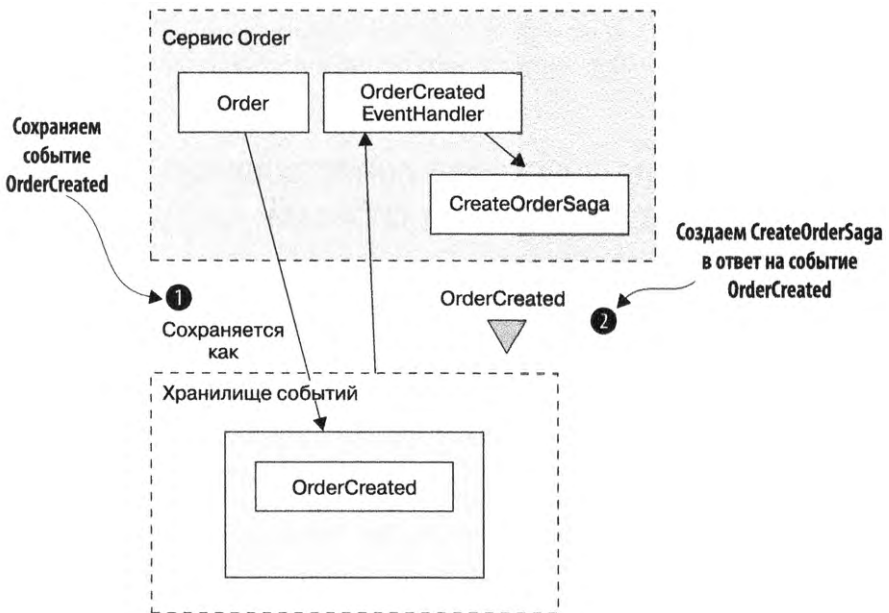 Сервис Order
Order
OrderCreated
EventHandler
CreateOrderSaga
Сохраняем
событие
OrderCreated
Создаем CreateOrderSaga
в ответ на событие
OrderCreated
1
Сохраняется
как
OrderCreated
2
Хранилище событий
OrderCreated